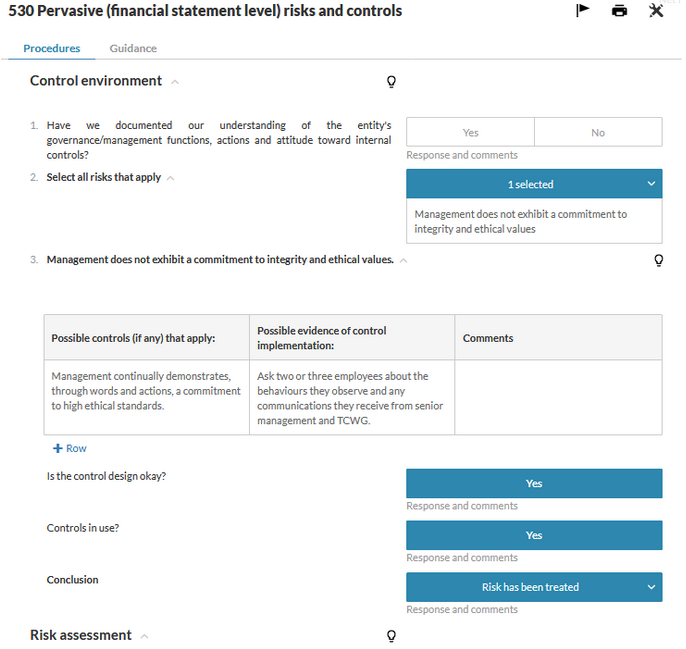 530 Pervasive (financial statement level) risks and controls
Procedures
Guidance
Control environment
1. Have we documented our understanding of the entity's
governance/management functions, actions and attitude toward internal
controls?
Yes
No
Response and comments
2. Select all risks that apply
1 selected
Management does not exhibit a commitment to
integrity and ethical values
3. Management does not exhibit a commitment to integrity and ethical values.
Possible controls (if any) that apply:
Possible evidence of control
implementation:
Comments
Management continually demonstrates,
through words and actions, a commitment
to high ethical standards.
Ask two or three employees about the
behaviours they observe and any
communications they receive from senior
management and TCWG.
+ Row
Is the control design okay?
Yes
Response and comments
Controls in use?
Yes
Response and comments
Conclusion
Risk has been treated
Response and comments
Risk assessment